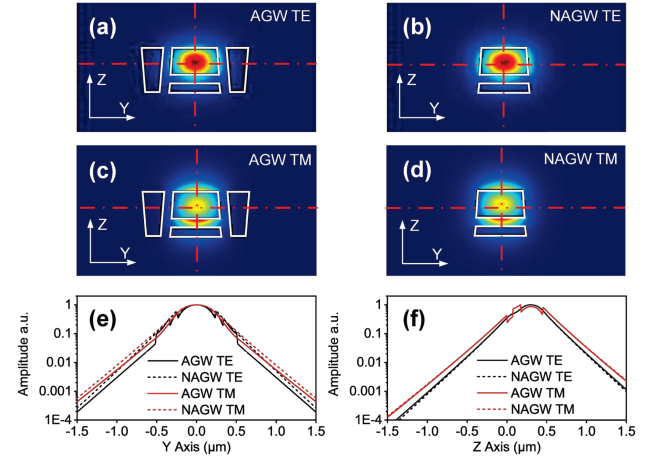 (a) AGW TE
Z
Y
(b) NAGW TE
Z
Y
(c) AGW TM
Z
Y
(d) NAGW TM
Z
Y
(e)
Amplitude a.u.
1
0.1
0.01
0.001
1E-4
AGW TE
NAGW TE
AGW TM
NAGW TM
-1.5 -1.0 -0.5 0.0 0.5 1.0 1.5
Y Axis (μm)
(f)
Amplitude a.u.
1
0.1
0.01
0.001
1E-4
AGW TE
NAGW TE
AGW TM
NAGW TM
-1.5 -1.0 -0.5 0.0 0.5 1.0 1.5
Z Axis (μm)